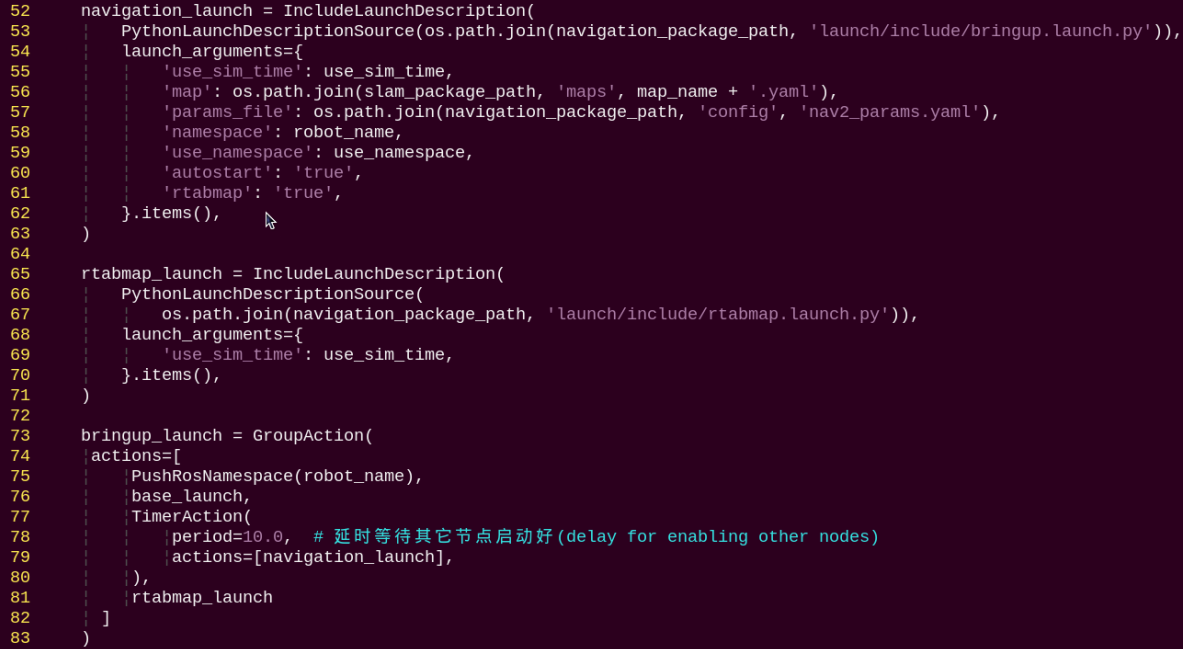 52     navigation_launch = IncludeLaunchDescription(
53         PythonLaunchDescriptionSource(os.path.join(navigation_package_path, 'launch/include/bringup.launch.py')),
54         launch_arguments={
55             'use_sim_time': use_sim_time,
56             'map': os.path.join(slam_package_path, 'maps', map_name + '.yaml'),
57             'params_file': os.path.join(navigation_package_path, 'config', 'nav2_params.yaml'),
58             'namespace': robot_name,
59             'use_namespace': use_namespace,
60             'autostart': 'true',
61             'rtabmap': 'true',
62         }.items(),
63     )
64
65     rtabmap_launch = IncludeLaunchDescription(
66         PythonLaunchDescriptionSource(
67             os.path.join(navigation_package_path, 'launch/include/rtabmap.launch.py')),
68         launch_arguments={
69             'use_sim_time': use_sim_time,
70         }.items(),
71     )
72
73     bringup_launch = GroupAction(
74      actions=[
75          PushRosNamespace(robot_name),
76          base_launch,
77          TimerAction(
78              period=10.0,  # 延时等待其它节点启动好(delay for enabling other nodes)
79              actions=[navigation_launch],
80          ),
81          rtabmap_launch
82       ]
83     )